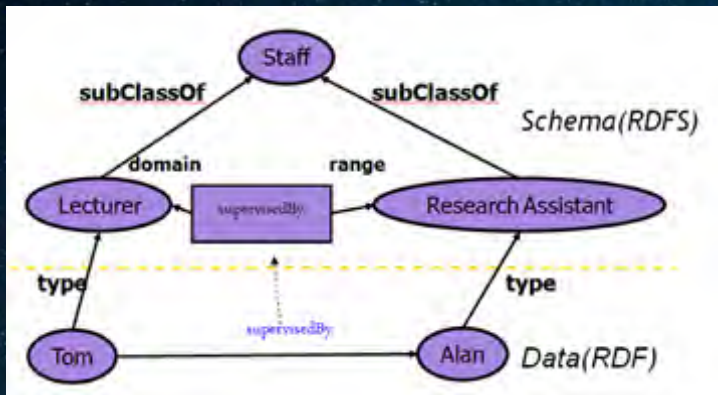 Staff
subClassOf subClassOf
Schema(RDFS)
domain range
Lecturer supervisedBy Research Assistant
type type
supervisedBy
Tom Alan Data(RDF)